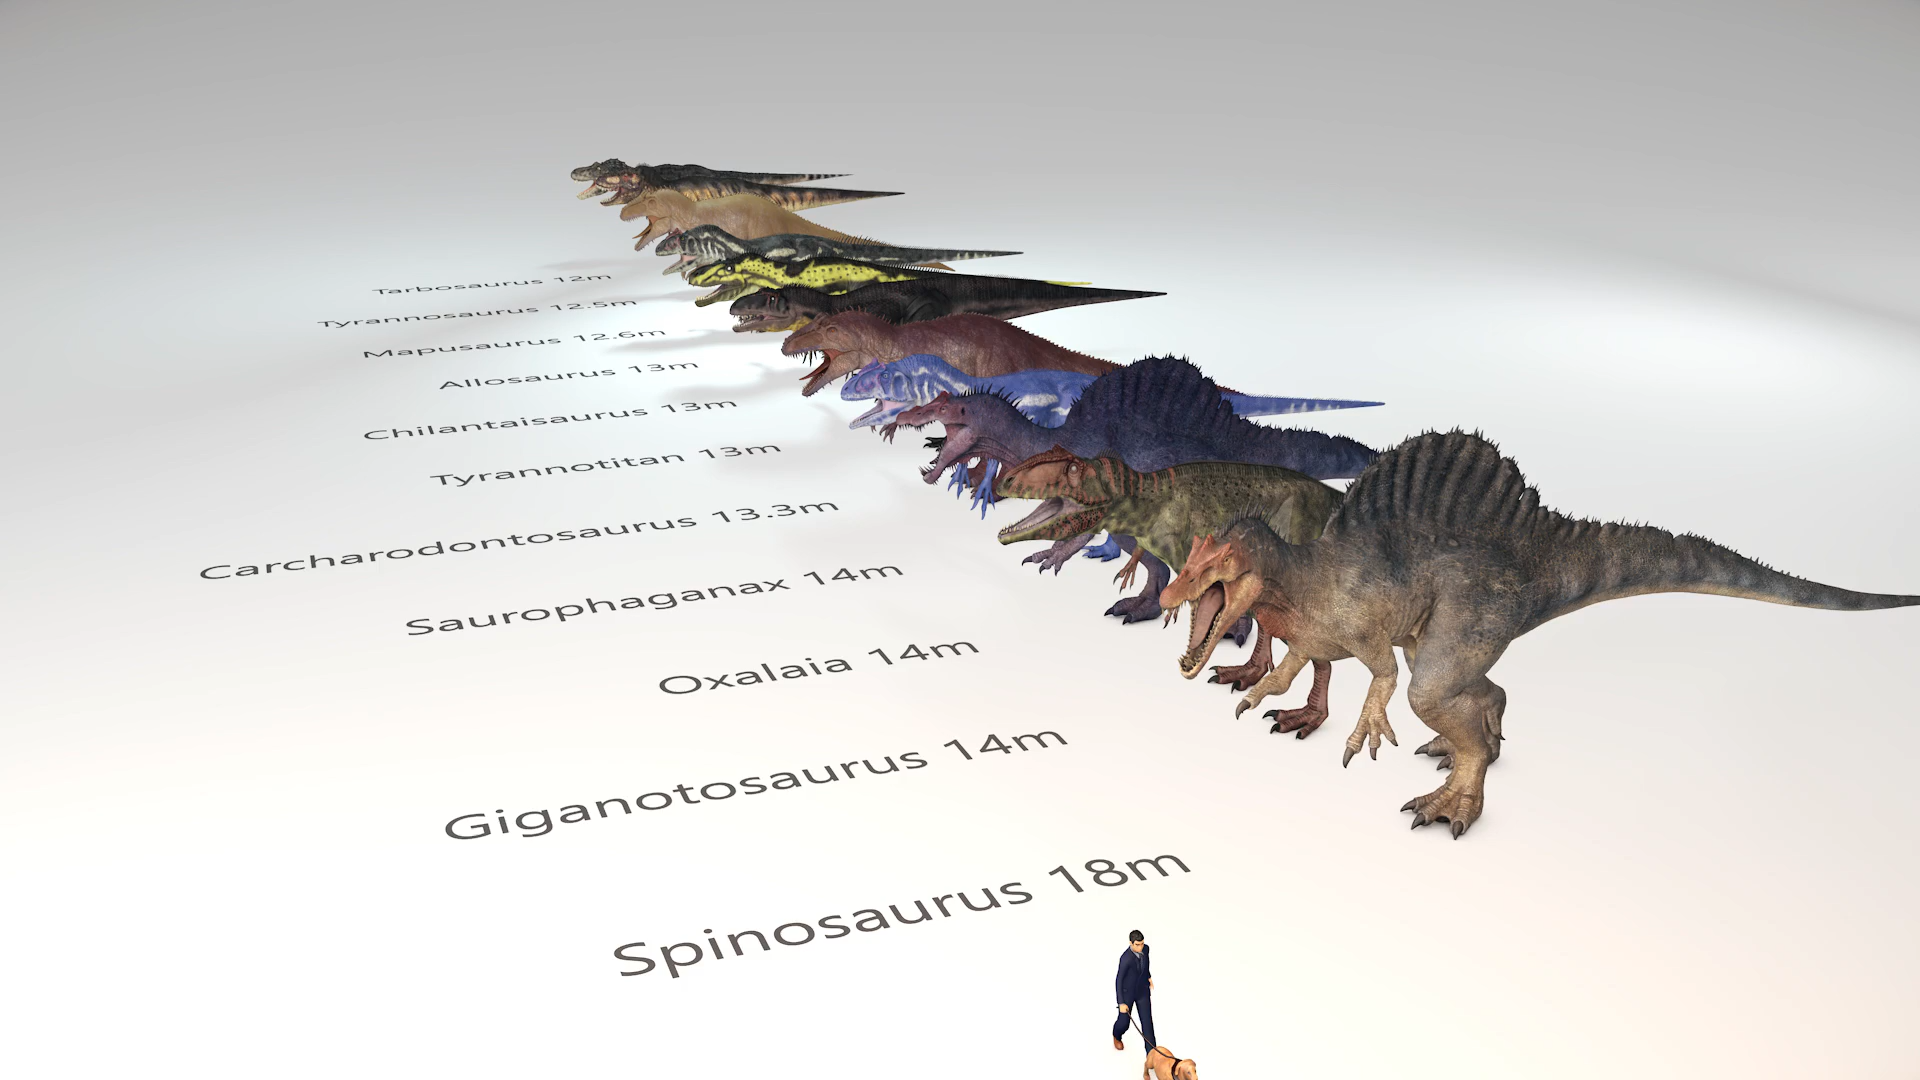 Tarbosaurus 12m
Tyrannosaurus 12.5m
Mapusaurus 12.6m
Allosaurus 13m
Chilantaisaurus 13m
Tyrannotitan 13m
Carcharodontosaurus 13.3m
Saurophaganax 14m
Oxalaia 14m
Giganotosaurus 14m
Spinosaurus 18m